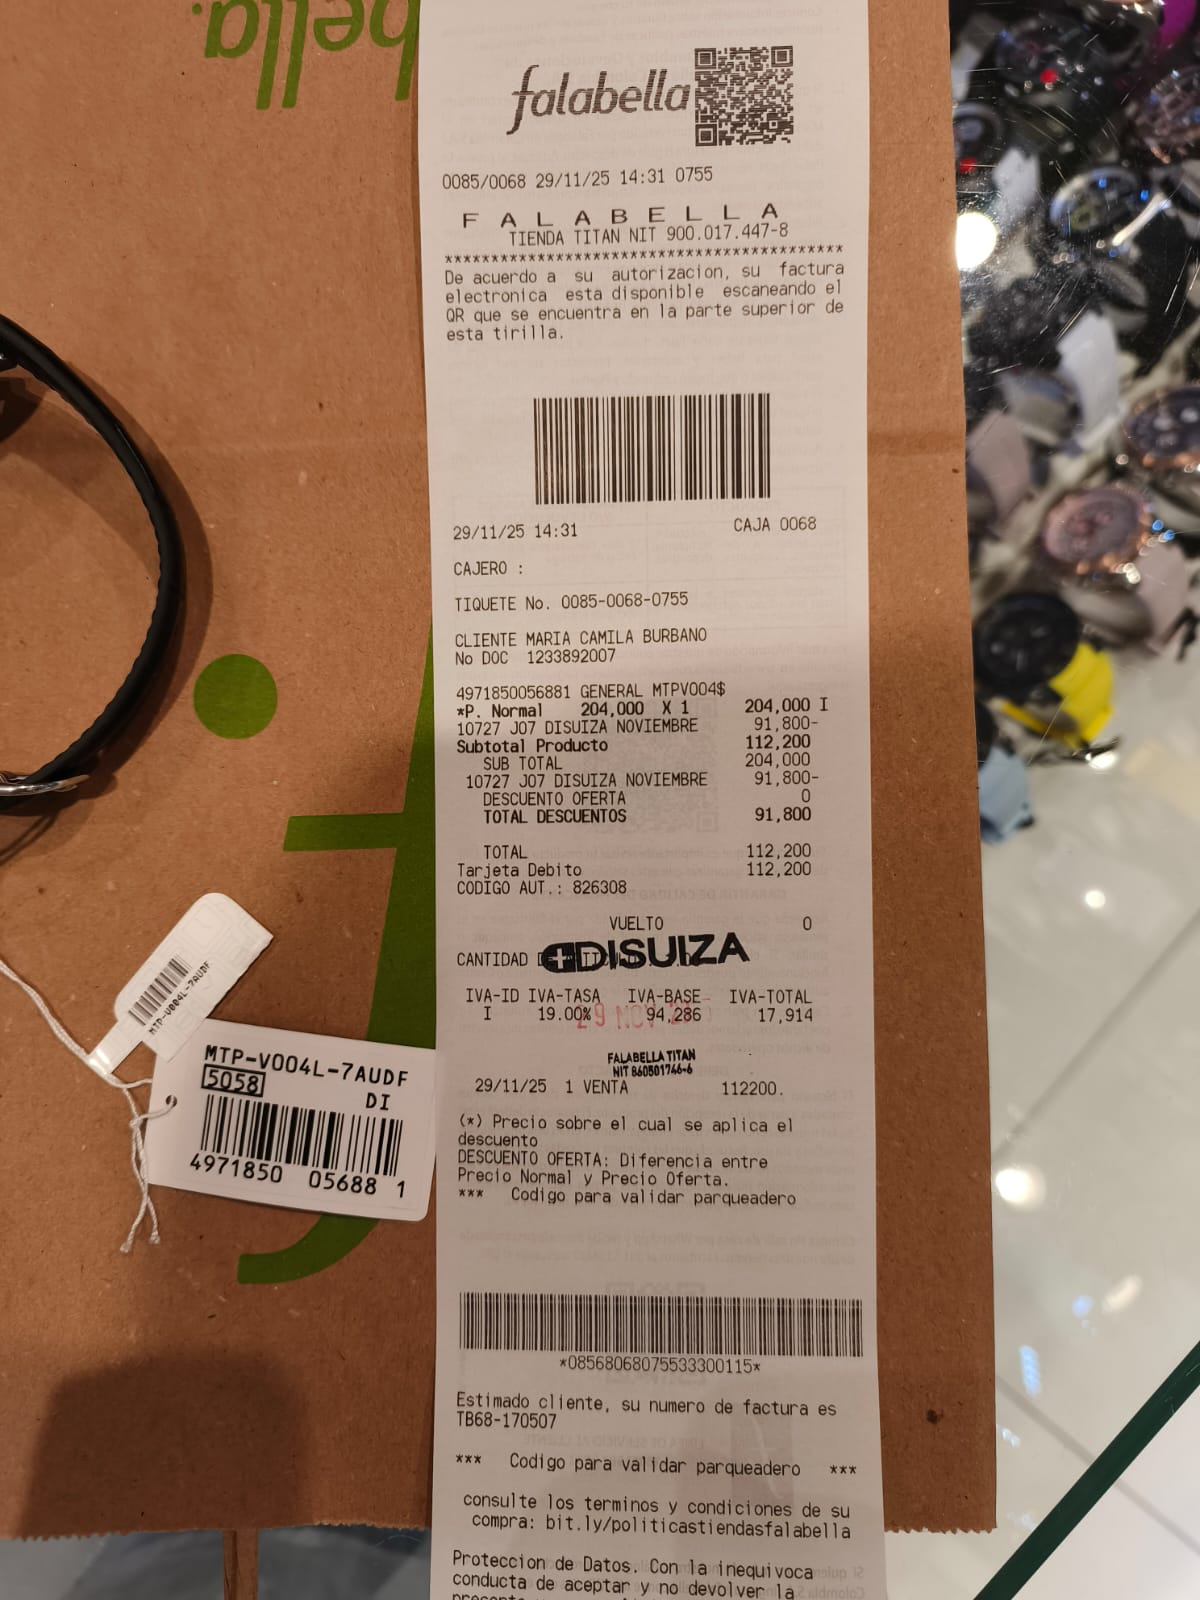 bella.
falabella
0085/0068 29/11/25 14:31 0755
F A L A B E L L A
TIENDA TITAN NIT 900.017.447-8
******************************************
De acuerdo a su autorizacion, su factura
electronica esta disponible escaneando el
QR que se encuentra en la parte superior de
esta tirilla.
29/11/25 14:31 CAJA 0068
CAJERO :
TIQUETE No. 0085-0068-0755
CLIENTE MARIA CAMILA BURBANO
No DOC 1233892007
4971850056881 GENERAL MTPV004$
*P. Normal 204,000 X 1 204,000 I
10727 J07 DISUIZA NOVIEMBRE 91,800-
Subtotal Producto 112,200
SUB TOTAL 204,000
10727 J07 DISUIZA NOVIEMBRE 91,800-
DESCUENTO OFERTA 0
TOTAL DESCUENTOS 91,800
TOTAL 112,200
Tarjeta Debito 112,200
CODIGO AUT.: 826308
VUELTO 0
DISUIZA
CANTIDAD
IVA-ID IVA-TASA IVA-BASE IVA-TOTAL
I 19.00% 94,286 17,914
29 NOV
FALABELLA TITAN
NIT 860501746-6
29/11/25 1 VENTA 112200.
(*) Precio sobre el cual se aplica el
descuento
DESCUENTO OFERTA: Diferencia entre
Precio Normal y Precio Oferta.
*** Codigo para validar parqueadero
*08568068075533300115*
Estimado cliente, su numero de factura es
TB68-170507
*** Codigo para validar parqueadero ***
consulte los terminos y condiciones de su
compra: bit.ly/politicastiendasfalabella
Proteccion de Datos. Con la inequivoca
conducta de aceptar y no devolver la
MTP-V004L-7AUDF
MTP-V004L-7AUDF
5058
DI
4971850 05688 1